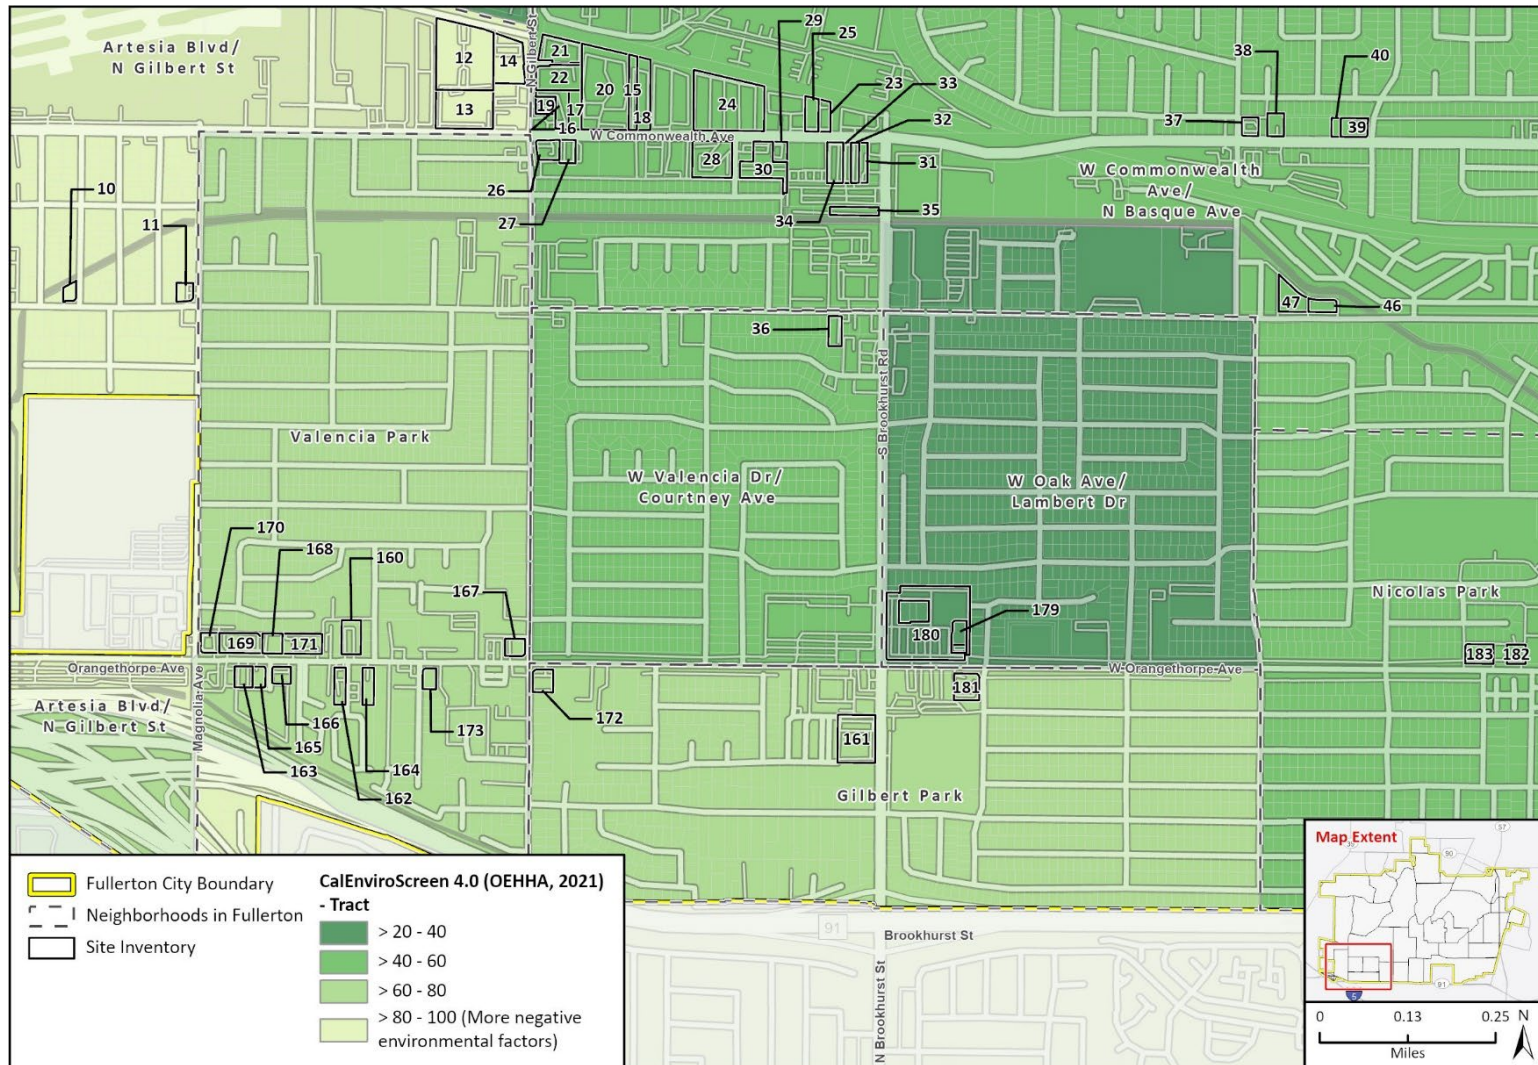 Artesia Blvd/
N Gilbert St
12
14
13
N Gilbert St
21
22
19
17
16
20
15
18
24
29
25
23
33
32
38
40
37
39
W Commonwealth Ave
26
27
28
30
31
34
35
W Commonwealth
Ave/
N Basque Ave
10
11
47
46
36
S Brookhurst Rd
Valencia Park
W Valencia Dr/
Courtney Ave
W Oak Ave/
Lambert Dr
Nicolas Park
170
168
160
167
169
171
179
180
183
182
Orangethorpe Ave
W Orangethorpe Ave
Magnolia Ave
Artesia Blvd/
N Gilbert St
166
165
163
162
164
173
172
161
181
Gilbert Park
91
Brookhurst St
N Brookhurst St
Fullerton City Boundary
Neighborhoods in Fullerton
Site Inventory
CalEnviroScreen 4.0 (OEHHA, 2021)
- Tract
> 20 - 40
> 40 - 60
> 60 - 80
> 80 - 100 (More negative
environmental factors)
Map Extent
57
90
91
5
0
0.13
0.25
N
Miles